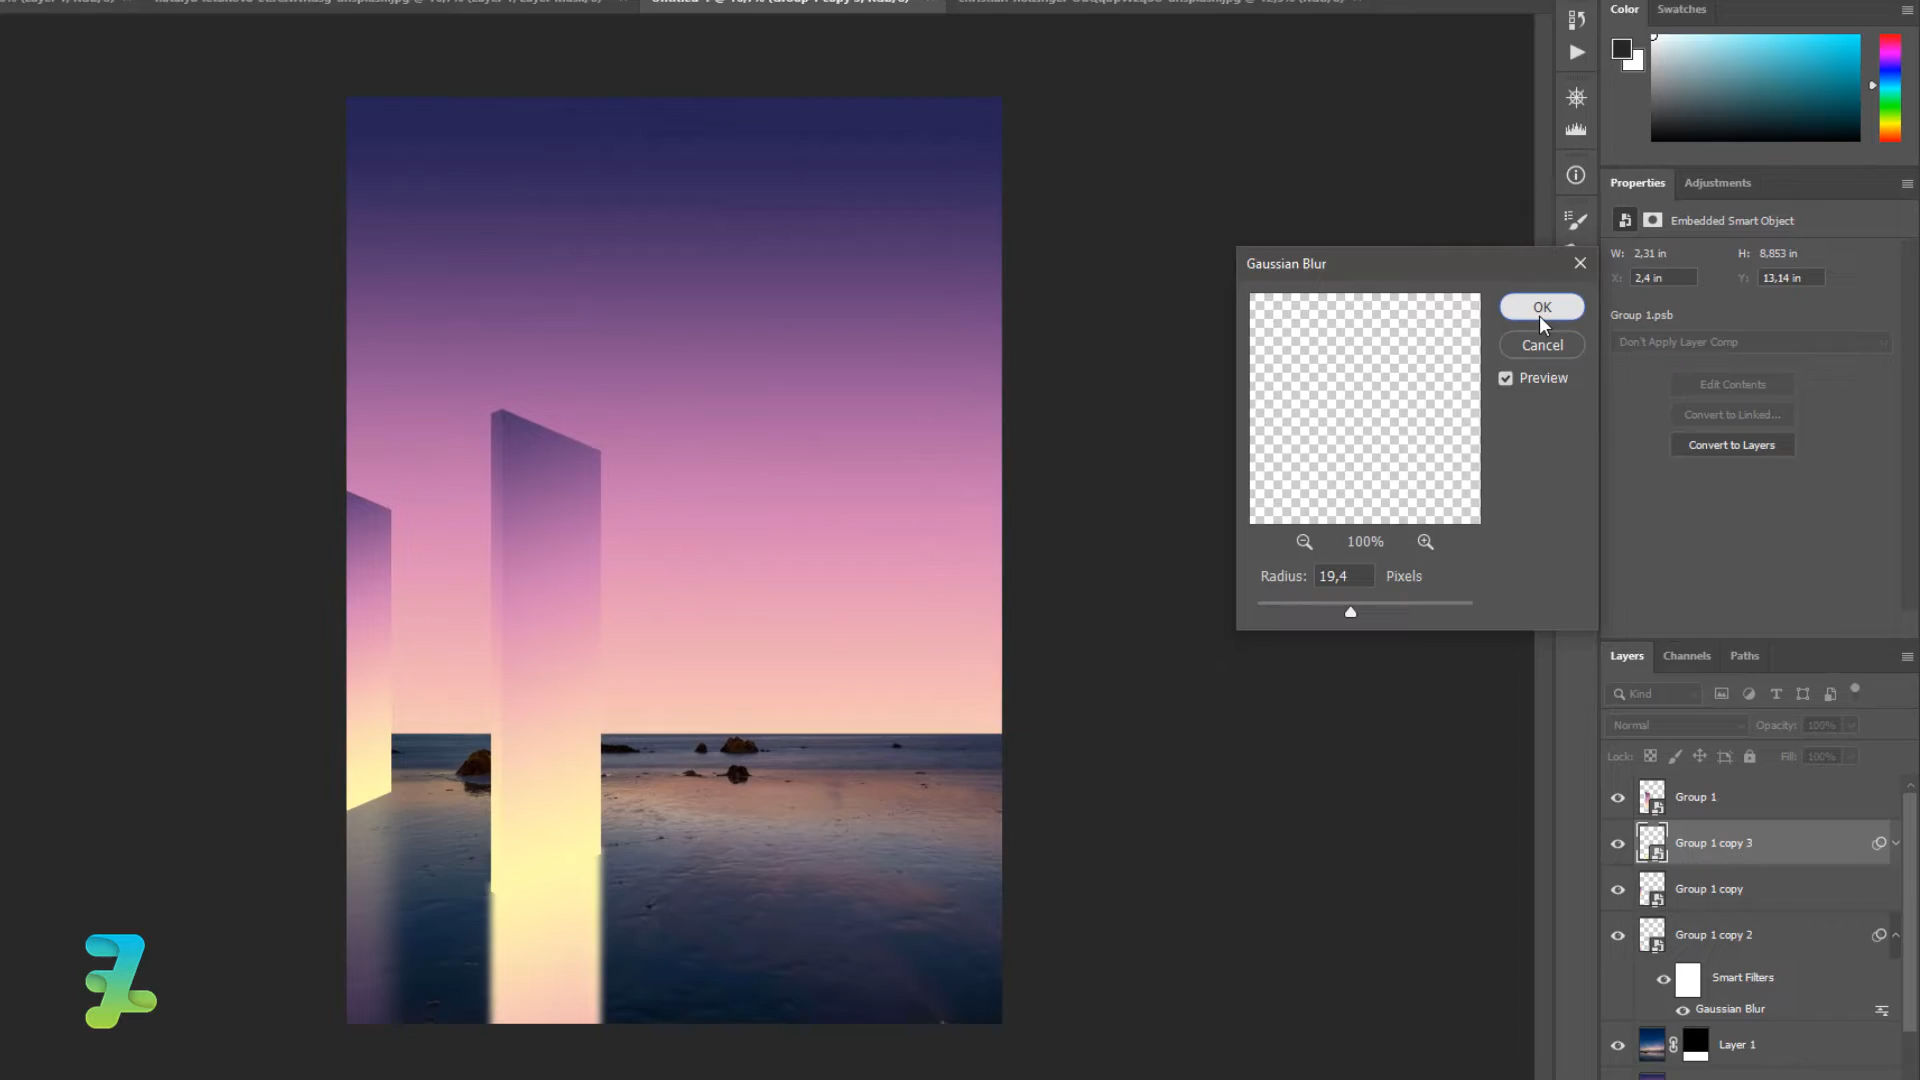 Color
Swatches
Properties
Adjustments
Embedded Smart Object
W: 2,31 in
H: 8,853 in
X: 2,4 in
Y: 13,14 in
Group 1.psb
Don't Apply Layer Comp
Edit Contents
Convert to Linked...
Convert to Layers
Gaussian Blur
OK
Cancel
Preview
100%
Radius: 19,4 Pixels
Layers
Channels
Paths
Kind
Normal
Opacity: 100%
Lock:
Fill: 100%
Group 1
Group 1 copy 3
Group 1 copy
Group 1 copy 2
Smart Filters
Gaussian Blur
Layer 1